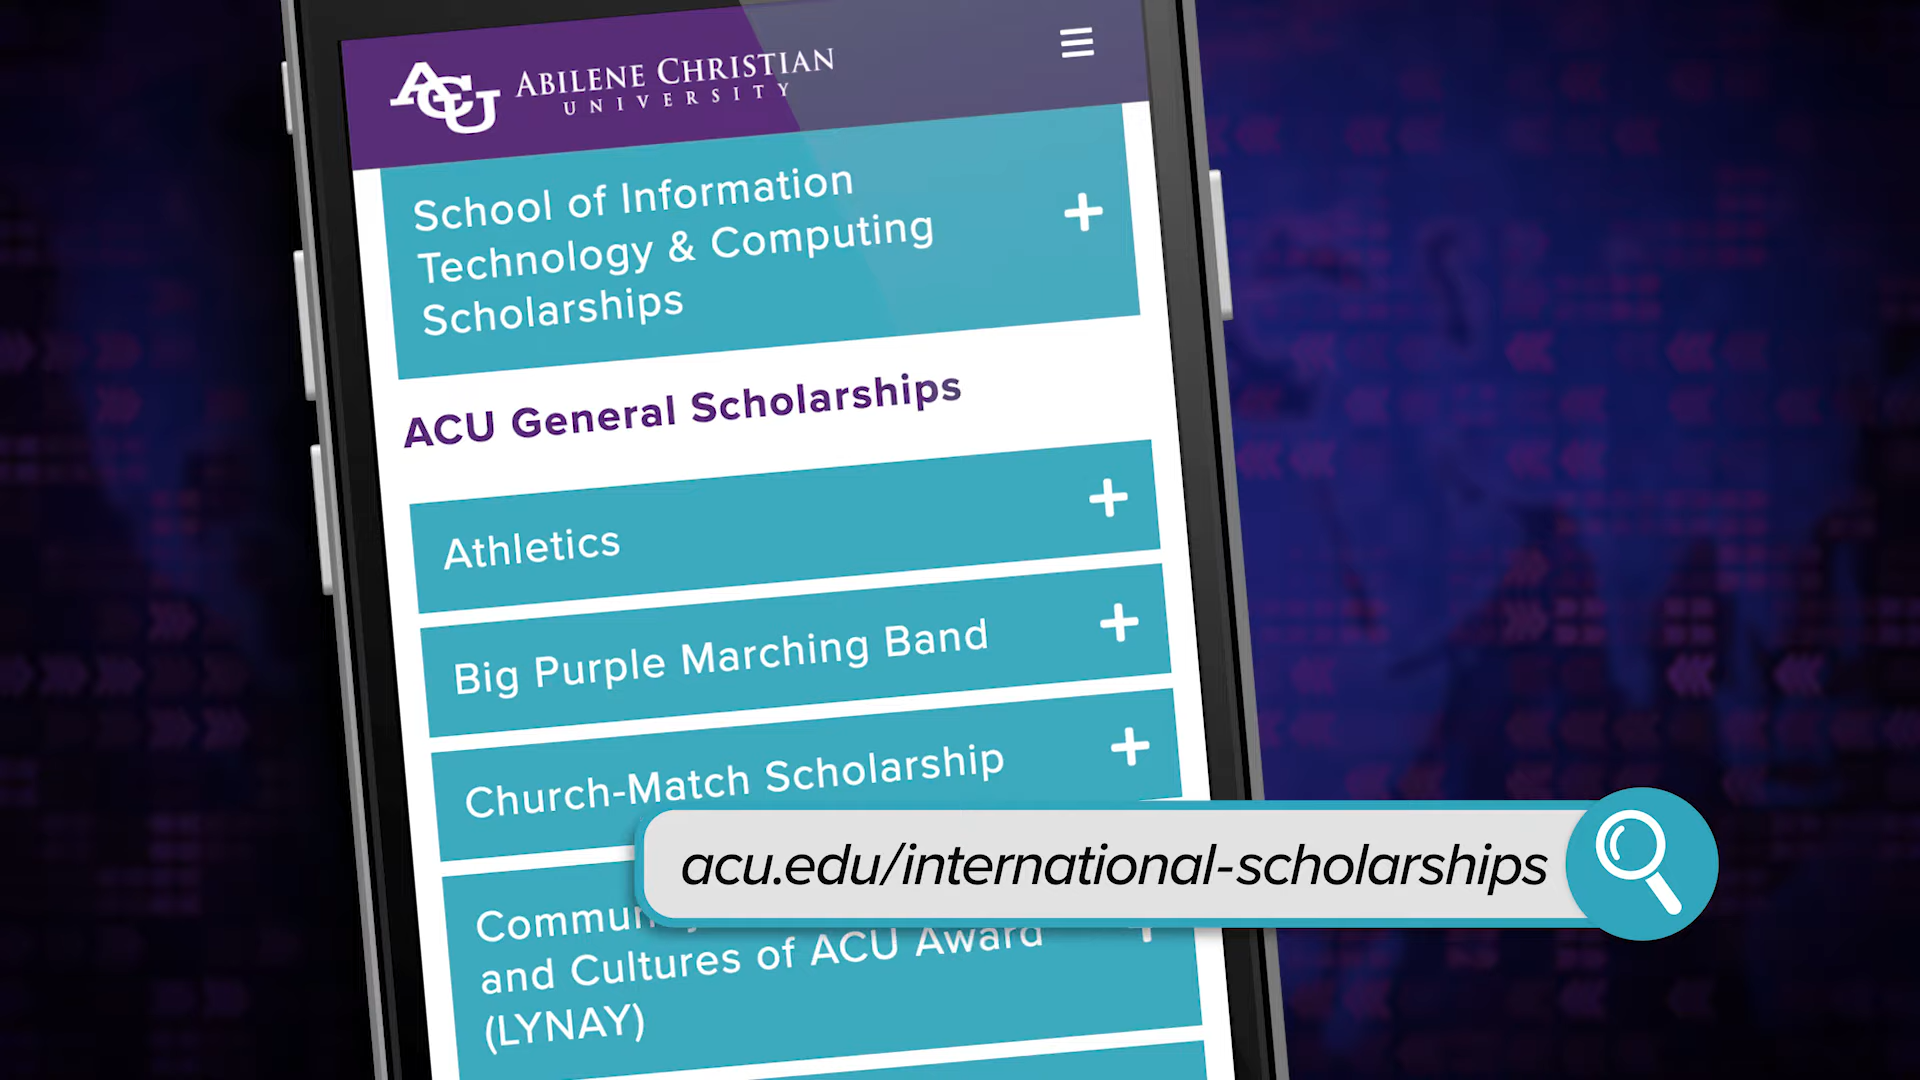 ACU ABILENE CHRISTIAN
UNIVERSITY
School of Information
Technology & Computing
Scholarships
ACU General Scholarships
Athletics
Big Purple Marching Band
Church-Match Scholarship
acu.edu/international-scholarships
and Cultures of ACU Award
(LYNAY)